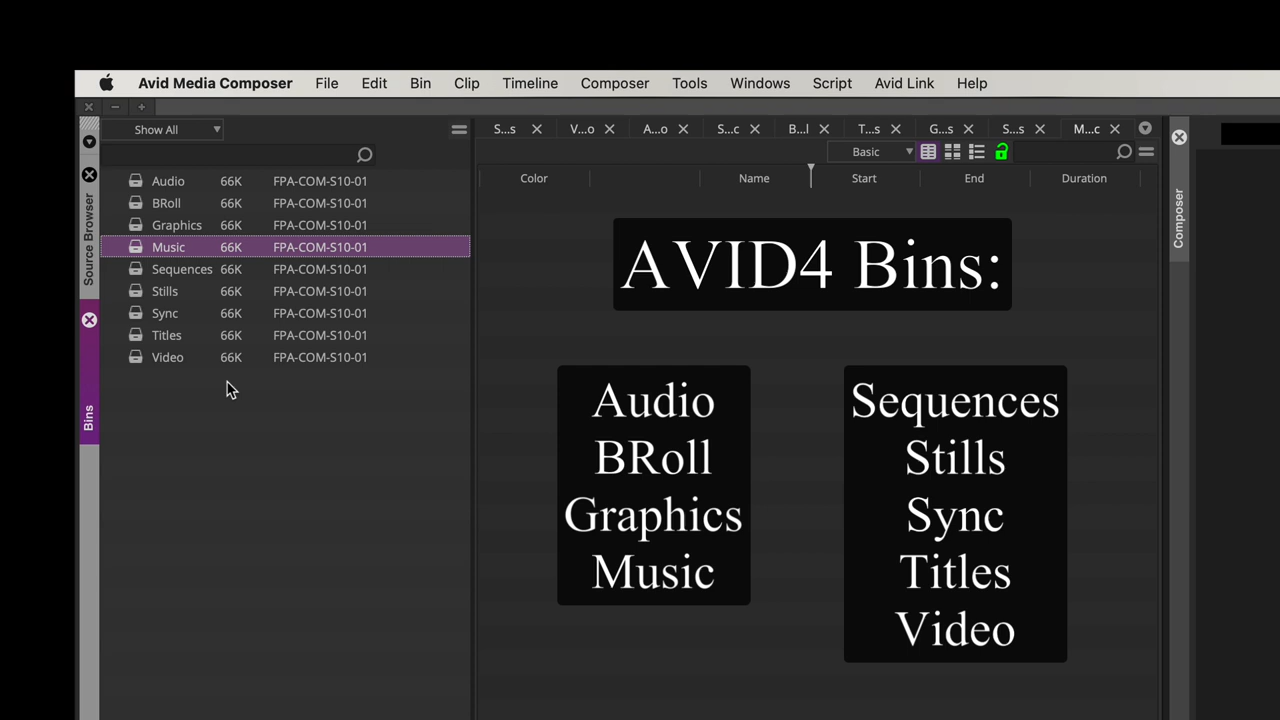 Avid Media Composer File Edit Bin Clip Timeline Composer Tools Windows Script Avid Link Help
Show All
S...s V...o A...o S...c B...l T...s G...s S...s M...c
Basic
Source Browser
Bins
Audio 66K FPA-COM-S10-01
BRoll 66K FPA-COM-S10-01
Graphics 66K FPA-COM-S10-01
Music 66K FPA-COM-S10-01
Sequences 66K FPA-COM-S10-01
Stills 66K FPA-COM-S10-01
Sync 66K FPA-COM-S10-01
Titles 66K FPA-COM-S10-01
Video 66K FPA-COM-S10-01
Color Name Start End Duration
AVID4 Bins:
Audio
BRoll
Graphics
Music
Sequences
Stills
Sync
Titles
Video
Composer